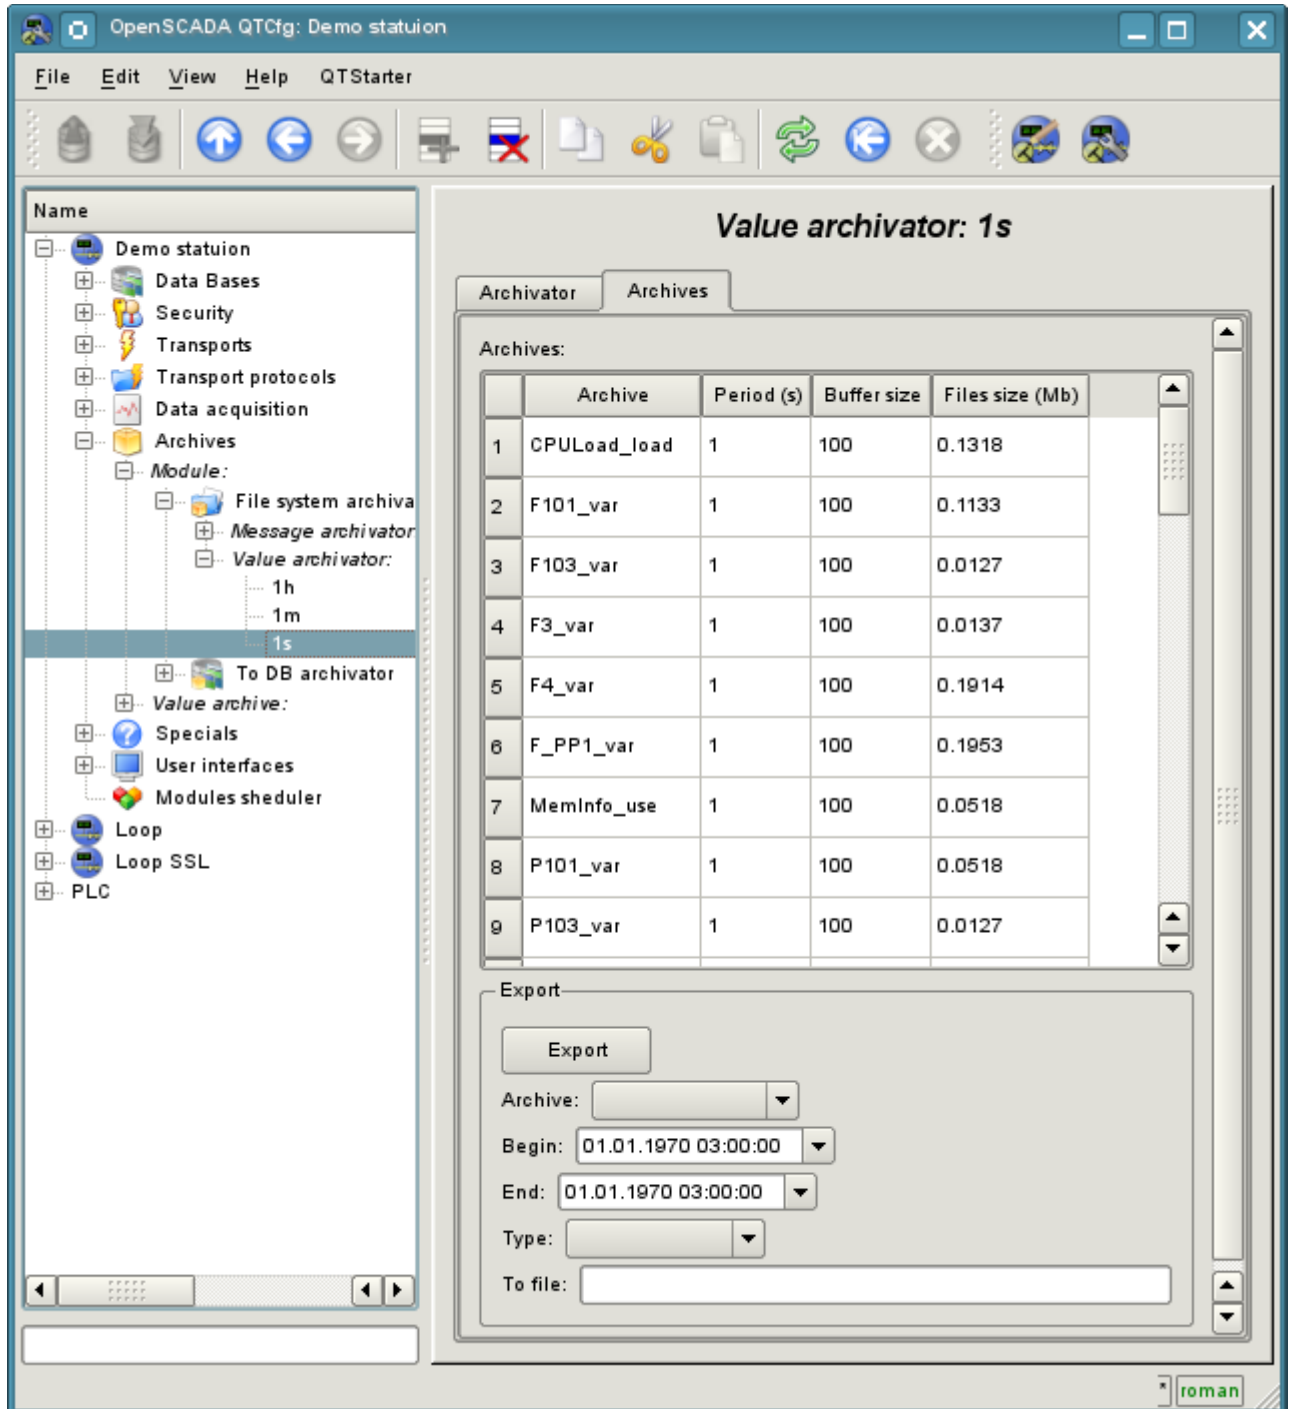 OpenSCADA QTCfg: Demo statuion
File Edit View Help QTStarter
Name
Demo statuion
Data Bases
Security
Transports
Transport protocols
Data acquisition
Archives
Module:
File system archiva
Message archivator
Value archivator:
1h
1m
1s
To DB archivator
Value archive:
Specials
User interfaces
Modules sheduler
Loop
Loop SSL
PLC
Value archivator: 1s
Archivator Archives
Archives:
Archive Period (s) Buffer size Files size (Mb)
1 CPULoad_load 1 100 0.1318
2 F101_var 1 100 0.1133
3 F103_var 1 100 0.0127
4 F3_var 1 100 0.0137
5 F4_var 1 100 0.1914
6 F_PP1_var 1 100 0.1953
7 MemInfo_use 1 100 0.0518
8 P101_var 1 100 0.0518
9 P103_var 1 100 0.0127
Export
Export
Archive:
Begin: 01.01.1970 03:00:00
End: 01.01.1970 03:00:00
Type:
To file:
* roman